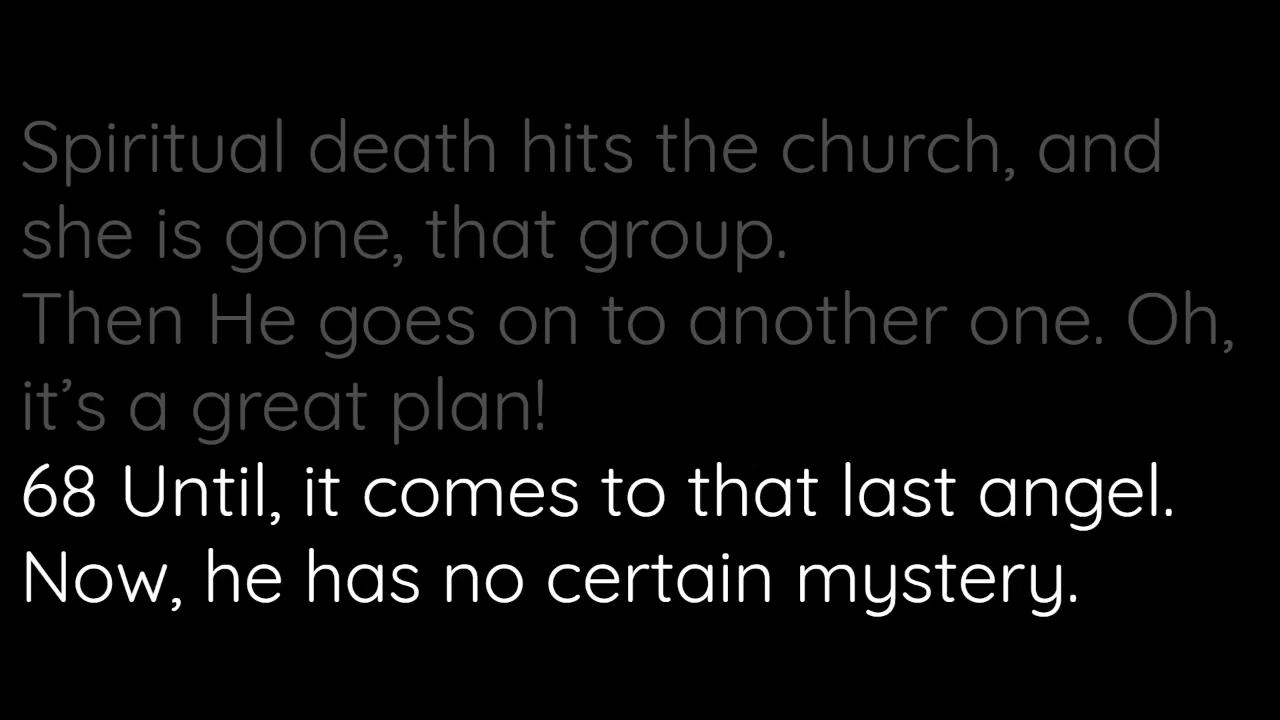 Spiritual death hits the church, and
she is gone, that group.
Then He goes on to another one. Oh,
it’s a great plan!
68 Until, it comes to that last angel.
Now, he has no certain mystery.